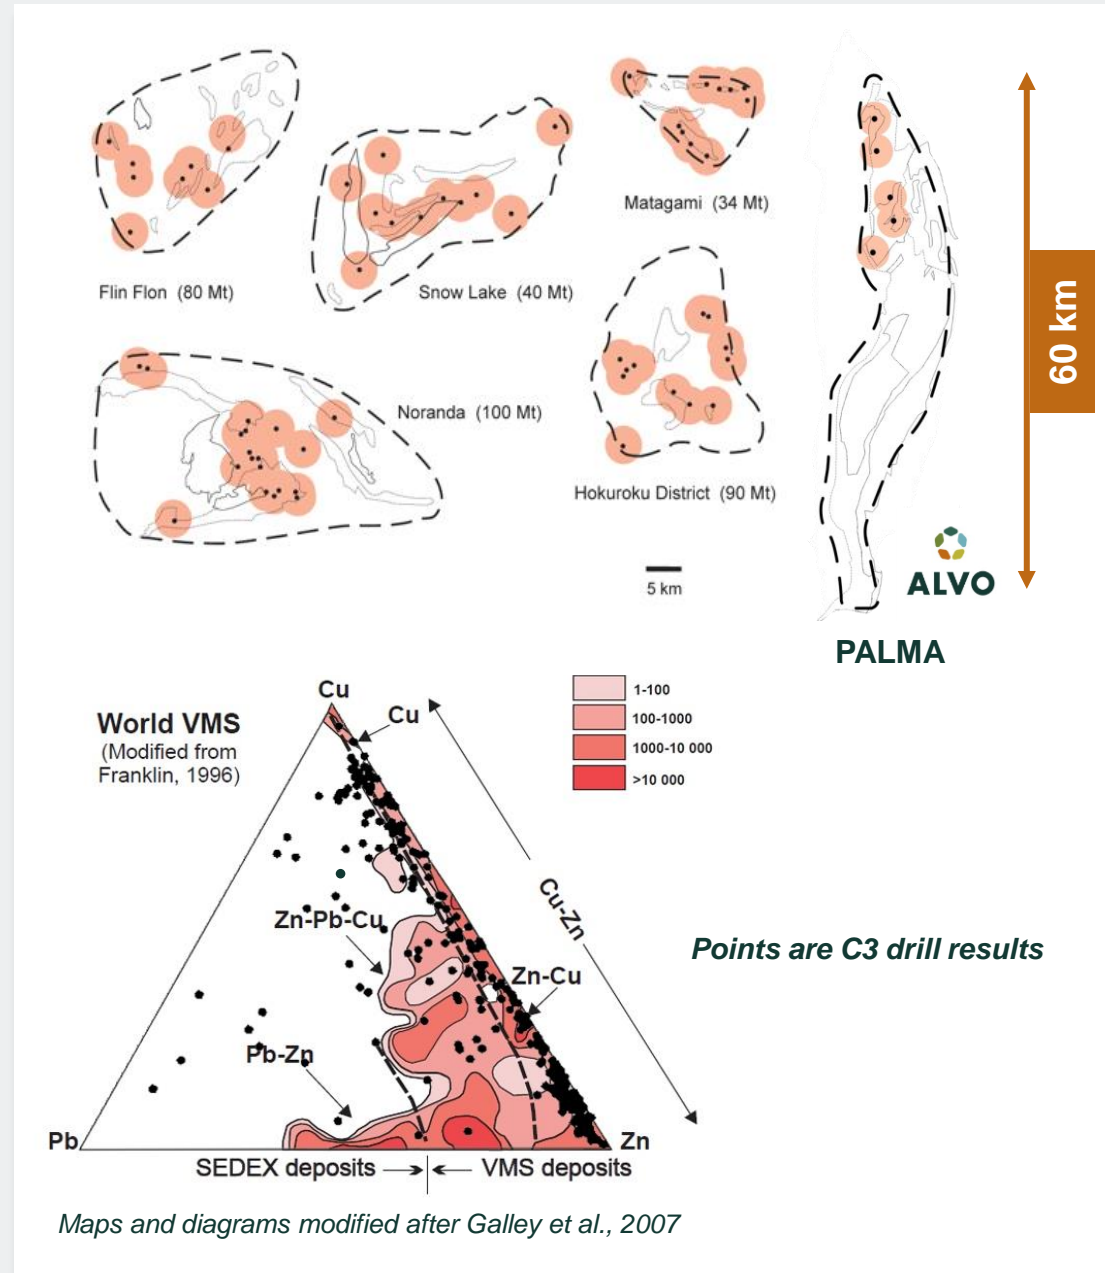 Matagami (34 Mt)
Flin Flon (80 Mt)
Snow Lake (40 Mt)
60 km
Noranda (100 Mt)
Hokuroku District (90 Mt)
5 km
ALVO
PALMA
World VMS
(Modified from
Franklin, 1996)
Cu
Cu
1-100
100-1000
1000-10 000
>10 000
Cu-Zn
Zn-Pb-Cu
Zn-Cu
Points are C3 drill results
Pb-Zn
Pb
Zn
SEDEX deposits
VMS deposits
Maps and diagrams modified after Galley et al., 2007